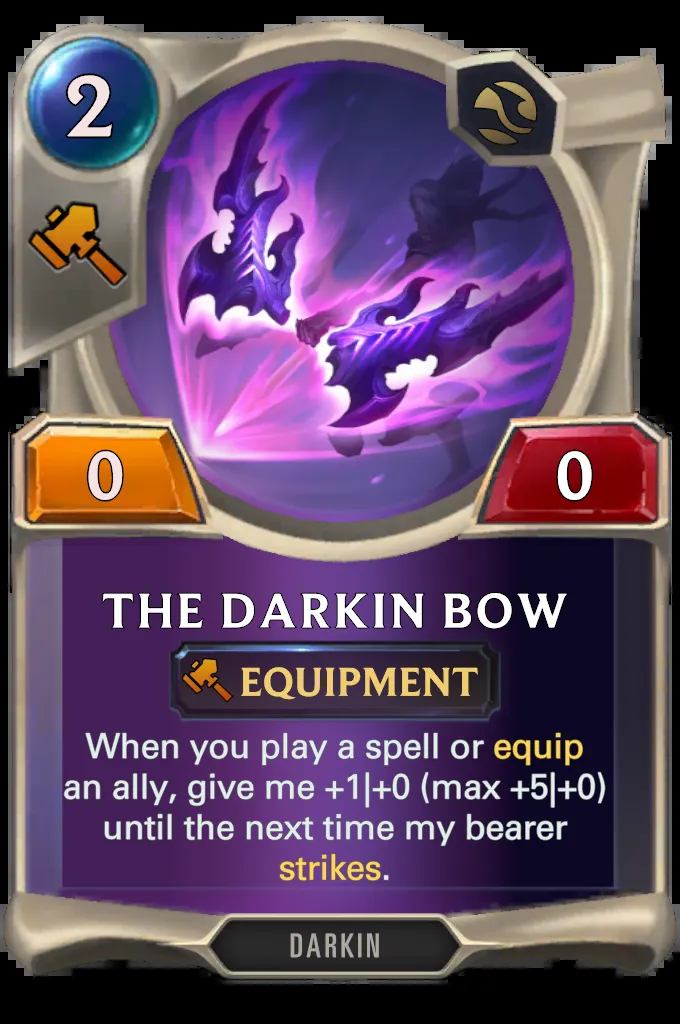 2
0
0
THE DARKIN BOW
EQUIPMENT
When you play a spell or equip
an ally, give me +1|+0 (max +5|+0)
until the next time my bearer
strikes.
DARKIN